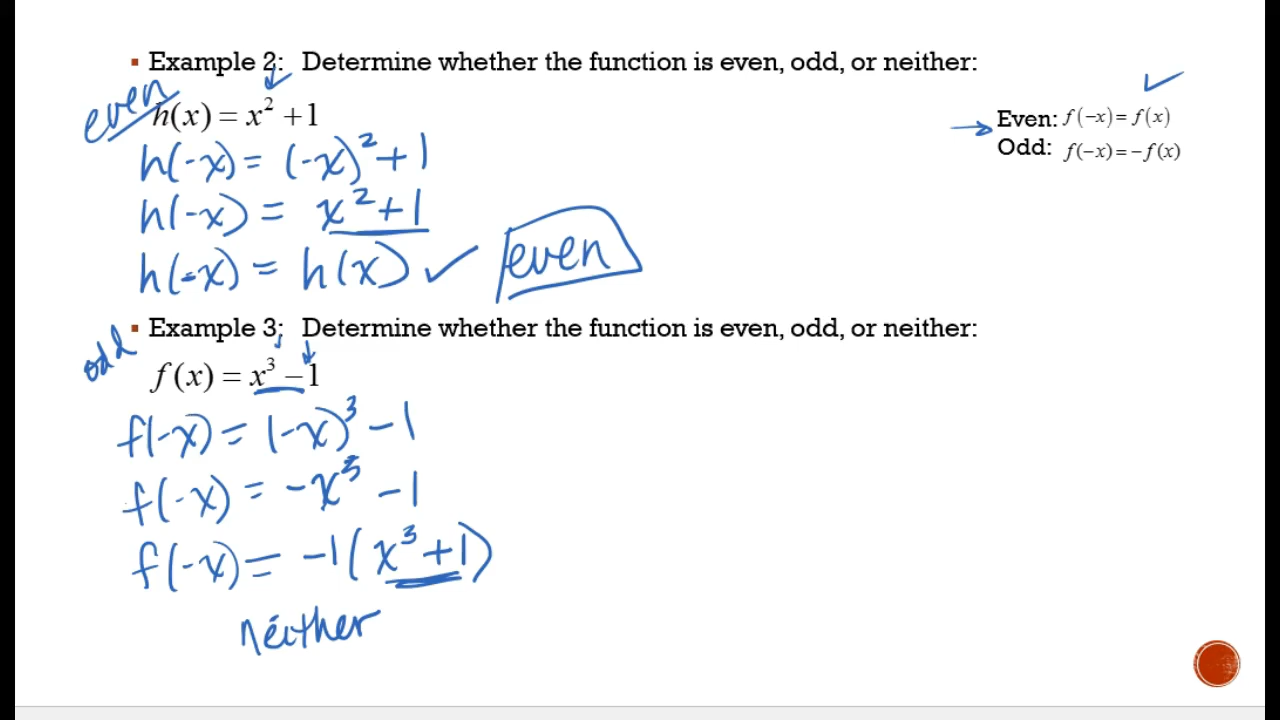 ▪ Example 2: Determine whether the function is even, odd, or neither:
even
h(x) = x² + 1
Even: f(−x) = f(x)
Odd: f(−x) = −f(x)
h(-x) = (-x)² + 1
h(-x) = x² + 1
h(-x) = h(x) ✓ even
▪ Example 3: Determine whether the function is even, odd, or neither:
odd
f(x) = x³ − 1
f(-x) = (-x)³ - 1
f(-x) = -x³ - 1
f(-x) = -1(x³ + 1)
neither